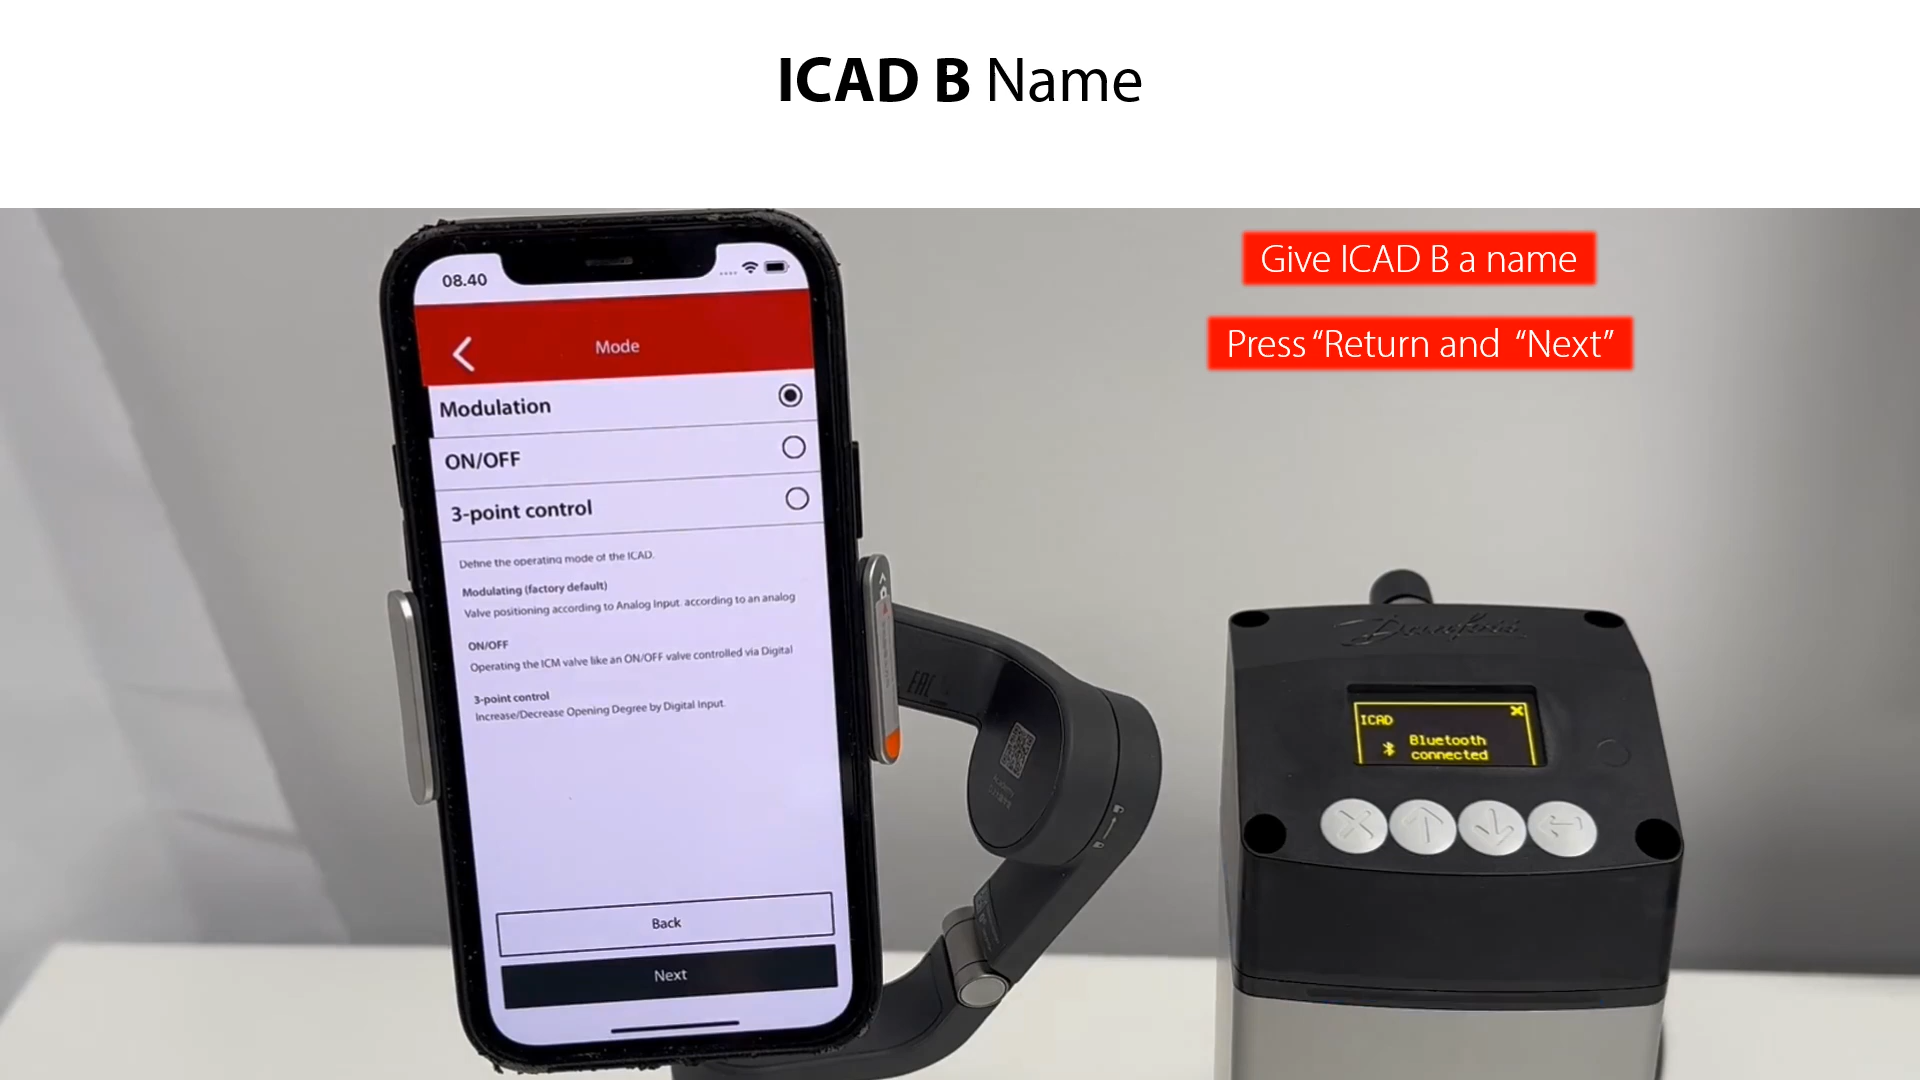 ICAD B Name
Give ICAD B a name
Press “Return and “Next”
08.40
Mode
Modulation
ON/OFF
3-point control
Define the operating mode of the ICAD.
Modulating (factory default)
Valve positioning according to Analog Input. according to an analog
ON/OFF
Operating the ICM valve like an ON/OFF valve controlled via Digital
3-point control
Increase/Decrease Opening Degree by Digital Input.
Back
Next
EAC
Danfoss
ICAD
Bluetooth
connected